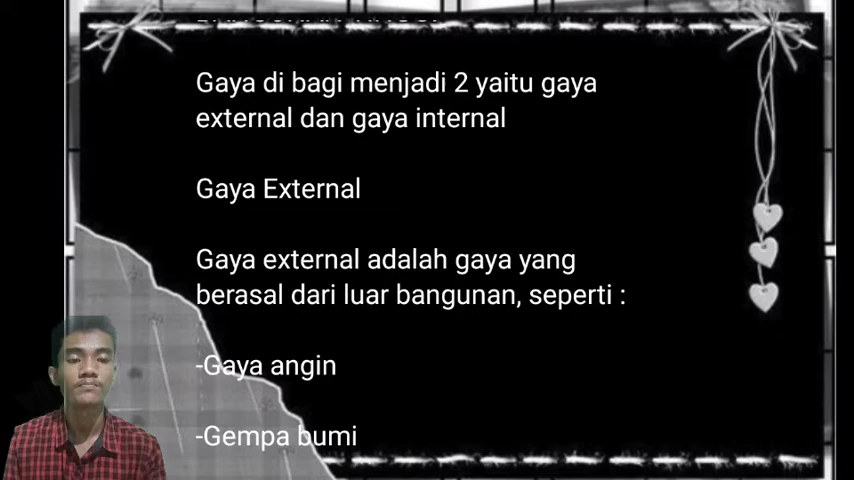 Gaya di bagi menjadi 2 yaitu gaya
external dan gaya internal
Gaya External
Gaya external adalah gaya yang
berasal dari luar bangunan, seperti :
-Gaya angin
-Gempa bumi